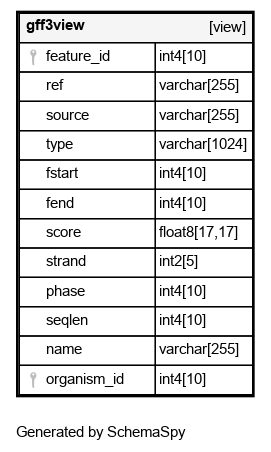 gff3view [view]
feature_id int4[10]
ref varchar[255]
source varchar[255]
type varchar[1024]
fstart int4[10]
fend int4[10]
score float8[17,17]
strand int2[5]
phase int4[10]
seqlen int4[10]
name varchar[255]
organism_id int4[10]
Generated by SchemaSpy